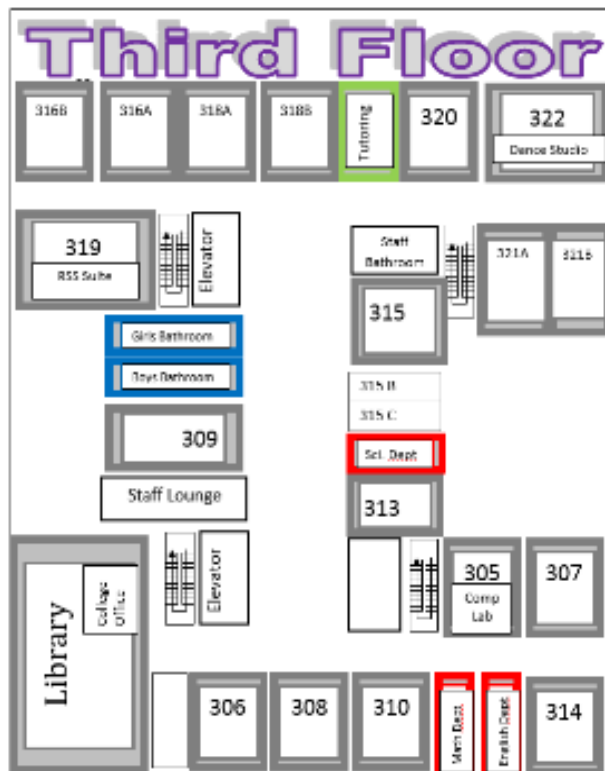 Third Floor
316B
316A
318A
318B
Tutoring
320
322
Dance Studio
319
RSS Suite
Elevator
Staff
Bathroom
321A
321B
315
Girls Bathroom
Boys Bathroom
315 B
315 C
309
Sci. Dept
Staff Lounge
313
Library
College
Office
Elevator
305
Comp
Lab
307
306
308
310
Math Dept
English Dept
314